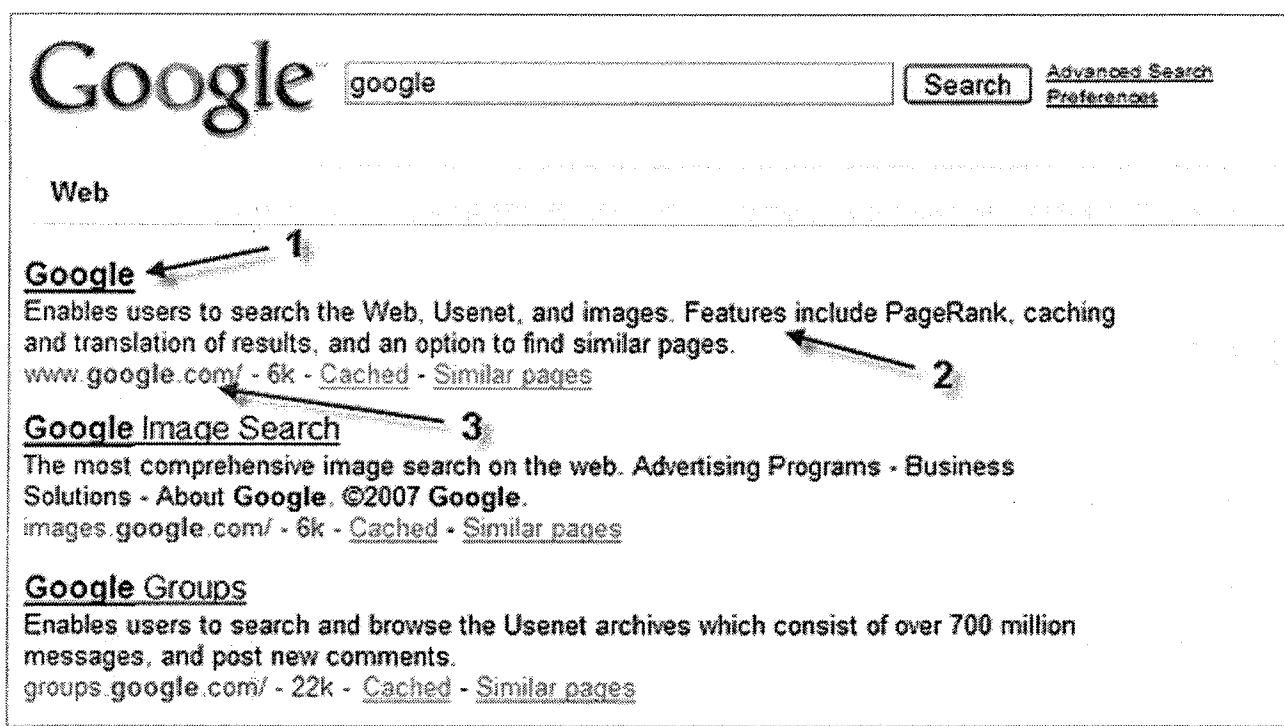 Google™ google Search Advanced Search
Preferences
Web
1
Google
Enables users to search the Web, Usenet, and images. Features include PageRank, caching
and translation of results, and an option to find similar pages.
2
www.google.com/ - 6k - Cached - Similar pages
3
Google Image Search
The most comprehensive image search on the web. Advertising Programs - Business
Solutions - About Google. ©2007 Google.
images.google.com/ - 6k - Cached - Similar pages
Google Groups
Enables users to search and browse the Usenet archives which consist of over 700 million
messages, and post new comments.
groups.google.com/ - 22k - Cached - Similar pages